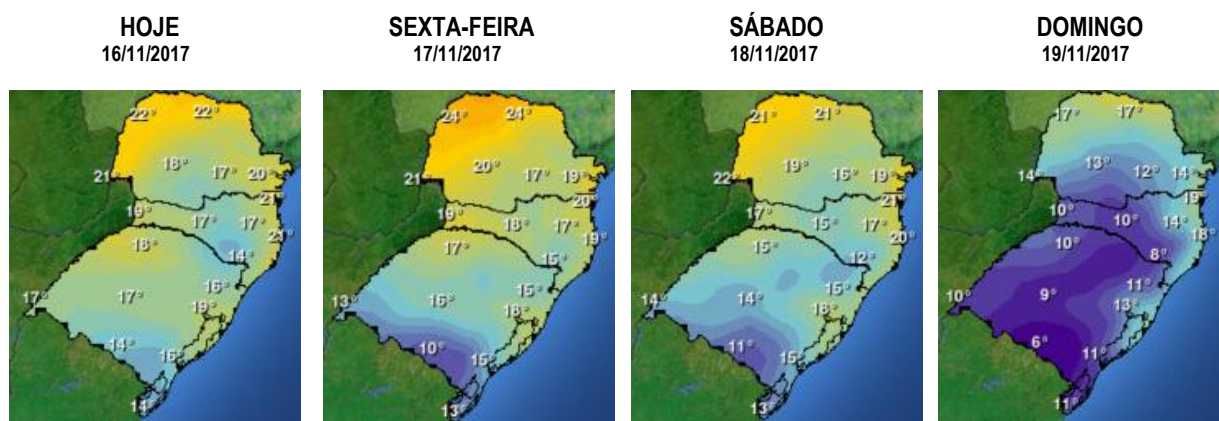 HOJE
16/11/2017
SEXTA-FEIRA
17/11/2017
SÁBADO
18/11/2017
DOMINGO
19/11/2017
22° 22°
18° 17° 20°
21°
21°
19° 17° 17°
21°
18° 14°
16°
17° 17° 19°
14° 16°
14°
24° 24°
20° 17° 19°
21°
20°
19° 18° 17°
19°
17° 15°
15°
13° 16° 18°
10° 15°
13°
21° 21°
19° 16° 19°
22°
21°
17° 15° 17°
20°
15° 12°
15°
14° 14° 18°
11° 15°
13°
17° 17°
13° 12° 14°
14°
19°
10° 10° 14°
18°
10° 8°
11°
10° 9° 13°
6° 11°
11°